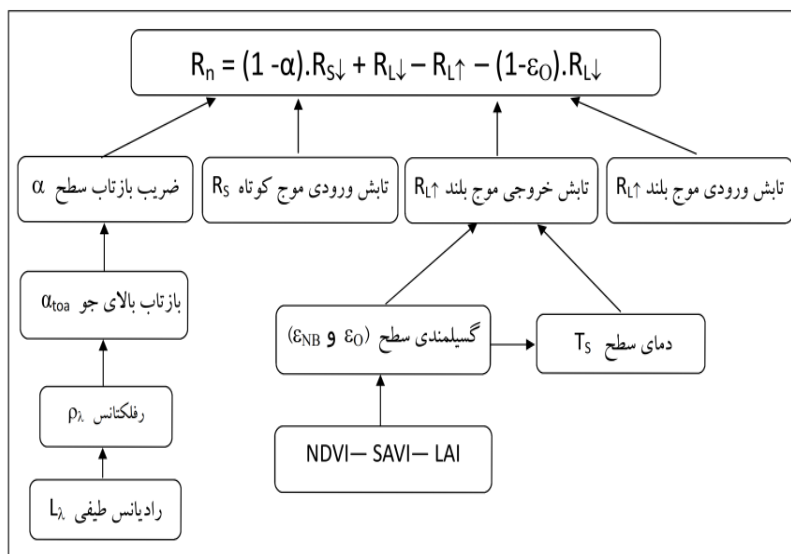 Rn = (1 -α).RS↓ + RL↓ – RL↑ – (1-εO).RL↓
ضریب بازتاب سطح α
تابش ورودی موج کوتاه RS
تابش خروجی موج بلند RL↑
تابش ورودی موج بلند RL↑
بازتاب بالای جو αtoa
گسیلمندی سطح (εO و εNB)
دمای سطح TS
رفلکتانس ρλ
NDVI— SAVI— LAI
رادیانس طیفی Lλ